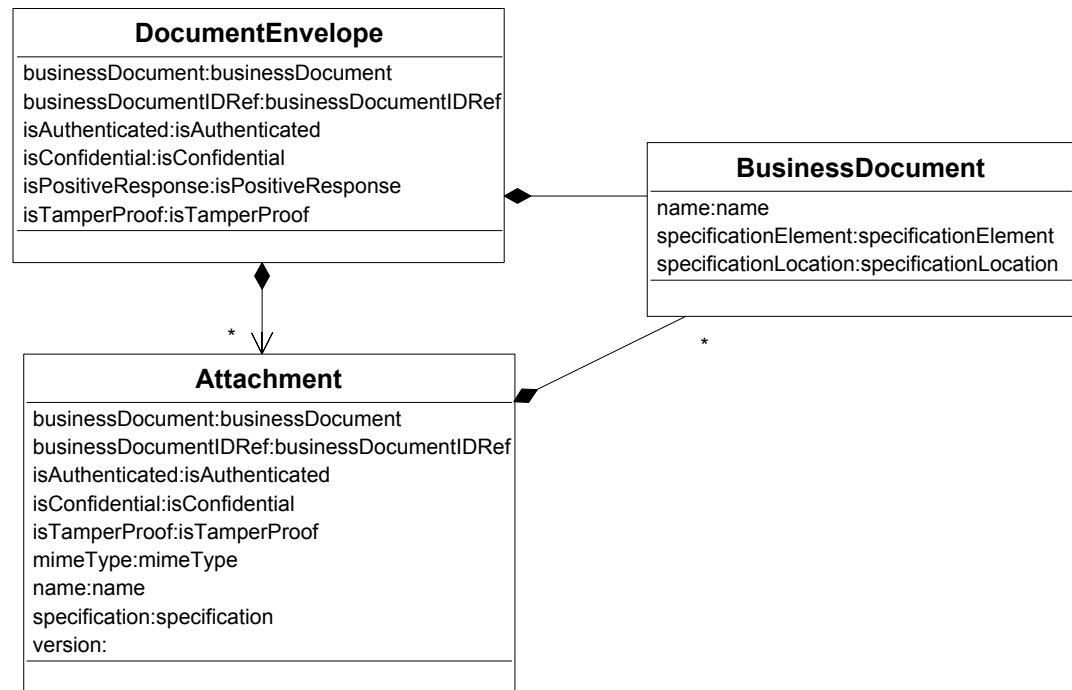 DocumentEnvelope
businessDocument:businessDocument
businessDocumentIDRef:businessDocumentIDRef
isAuthenticated:isAuthenticated
isConfidential:isConfidential
isPositiveResponse:isPositiveResponse
isTamperProof:isTamperProof
BusinessDocument
name:name
specificationElement:specificationElement
specificationLocation:specificationLocation
*
*
Attachment
businessDocument:businessDocument
businessDocumentIDRef:businessDocumentIDRef
isAuthenticated:isAuthenticated
isConfidential:isConfidential
isTamperProof:isTamperProof
mimeType:mimeType
name:name
specification:specification
version: